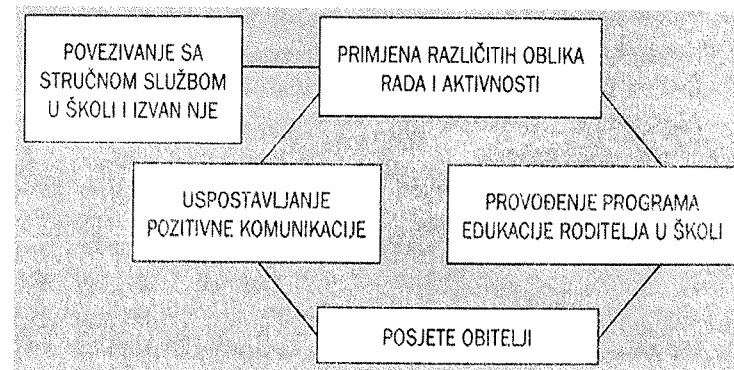 POVEZIVANJE SA
STRUČNOM SLUŽBOM
U ŠKOLI I IZVAN NJE
PRIMJENA RAZLIČITIH OBLIKA
RADA I AKTIVNOSTI
USPOSTAVLJANJE
POZITIVNE KOMUNIKACIJE
PROVOĐENJE PROGRAMA
EDUKACIJE RODITELJA U ŠKOLI
POSJETE OBITELJI